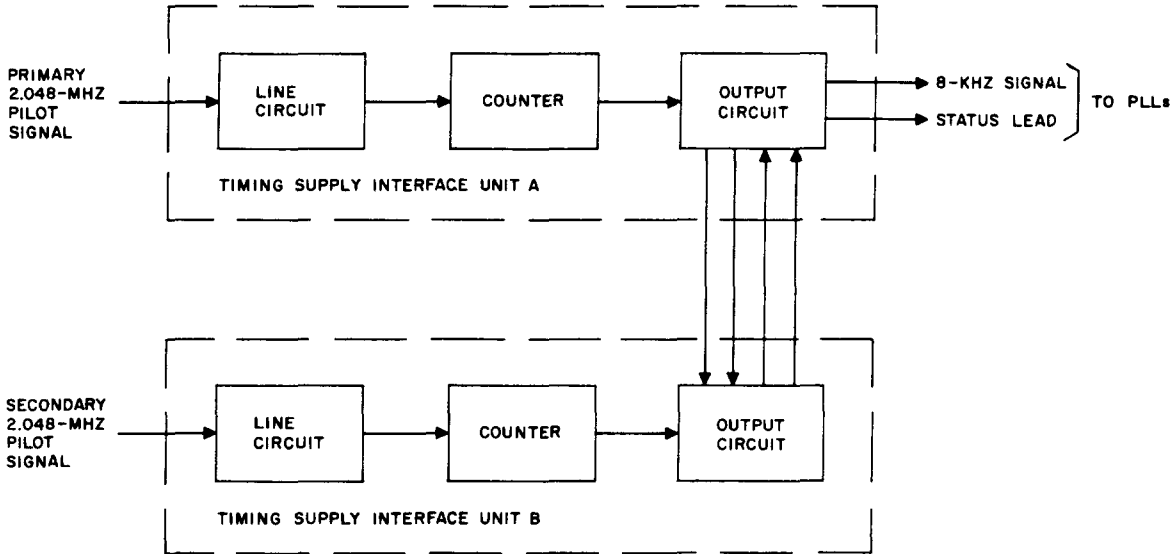 PRIMARY
2.048-MHZ
PILOT
SIGNAL
LINE
CIRCUIT
COUNTER
OUTPUT
CIRCUIT
8-KHZ SIGNAL
STATUS LEAD
TO PLLs
TIMING SUPPLY INTERFACE UNIT A
SECONDARY
2.048-MHZ
PILOT
SIGNAL
LINE
CIRCUIT
COUNTER
OUTPUT
CIRCUIT
TIMING SUPPLY INTERFACE UNIT B